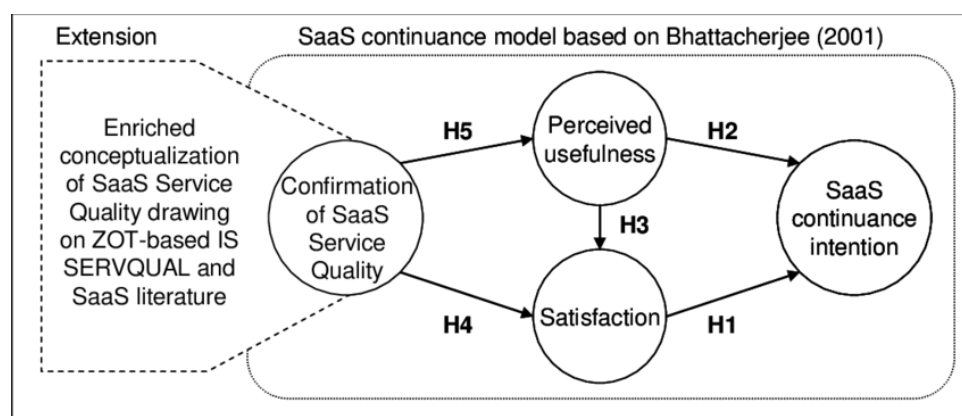 Extension
SaaS continuance model based on Bhattacherjee (2001)
Enriched
conceptualization
of SaaS Service
Quality drawing
on ZOT-based IS
SERVQUAL and
SaaS literature
Confirmation
of SaaS
Service
Quality
H5
H4
Perceived
usefulness
H3
Satisfaction
H2
H1
SaaS
continuance
intention